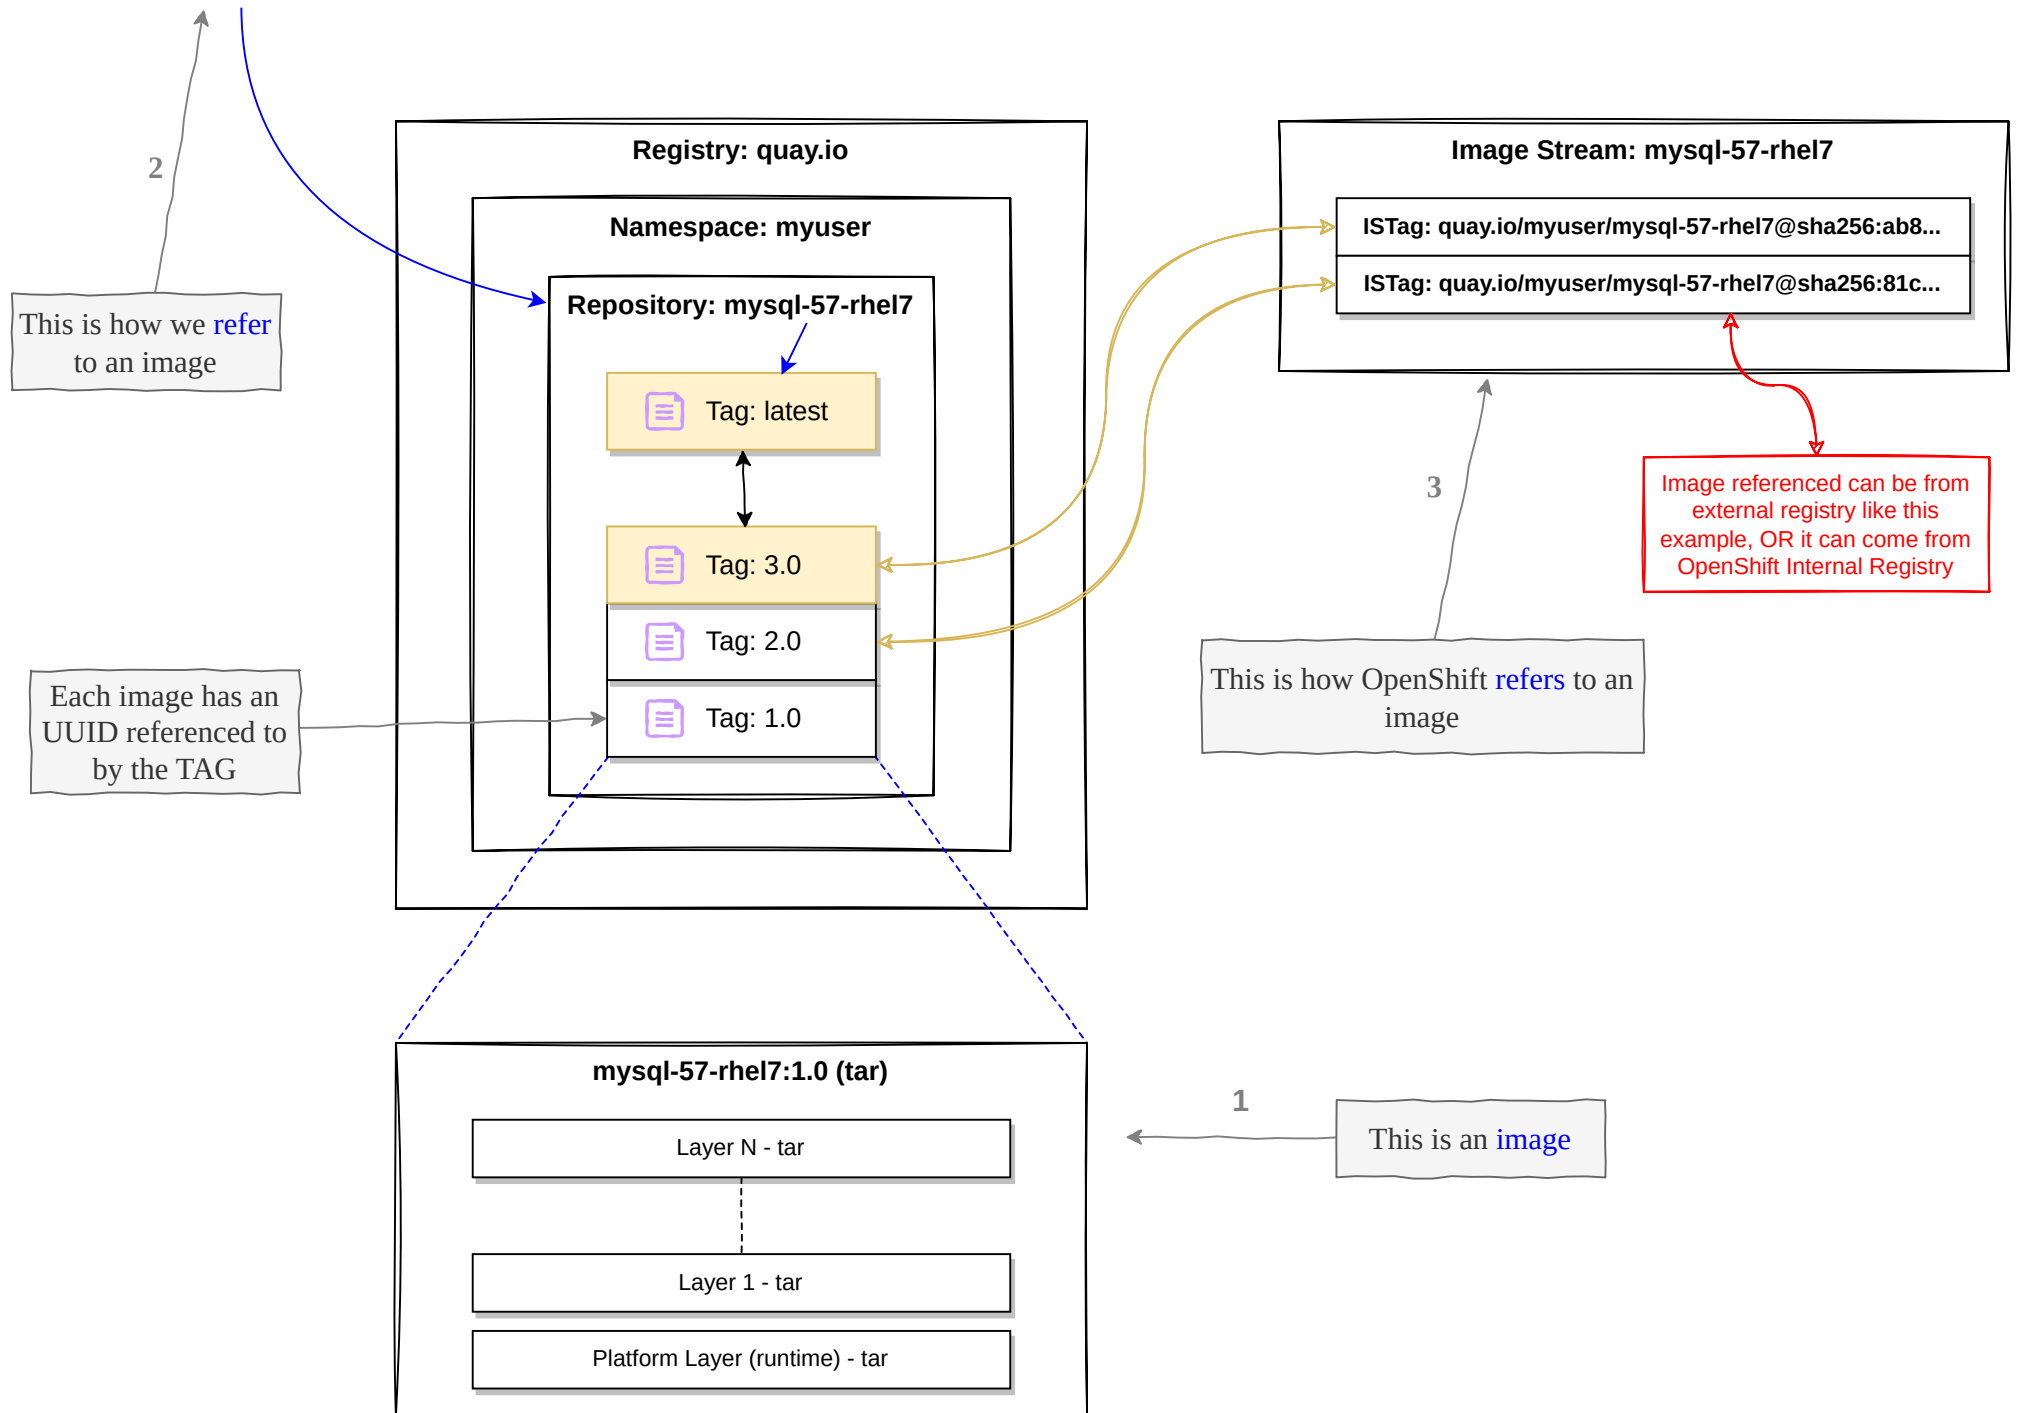 2
This is how we refer
to an image
Registry: quay.io
Namespace: myuser
Repository: mysql-57-rhel7
Tag: latest
Tag: 3.0
Tag: 2.0
Tag: 1.0
Each image has an
UUID referenced to
by the TAG
Image Stream: mysql-57-rhel7
ISTag: quay.io/myuser/mysql-57-rhel7@sha256:ab8...
ISTag: quay.io/myuser/mysql-57-rhel7@sha256:81c...
Image referenced can be from
external registry like this
example, OR it can come from
OpenShift Internal Registry
3
This is how OpenShift refers to an
image
mysql-57-rhel7:1.0 (tar)
Layer N - tar
Layer 1 - tar
Platform Layer (runtime) - tar
1
This is an image